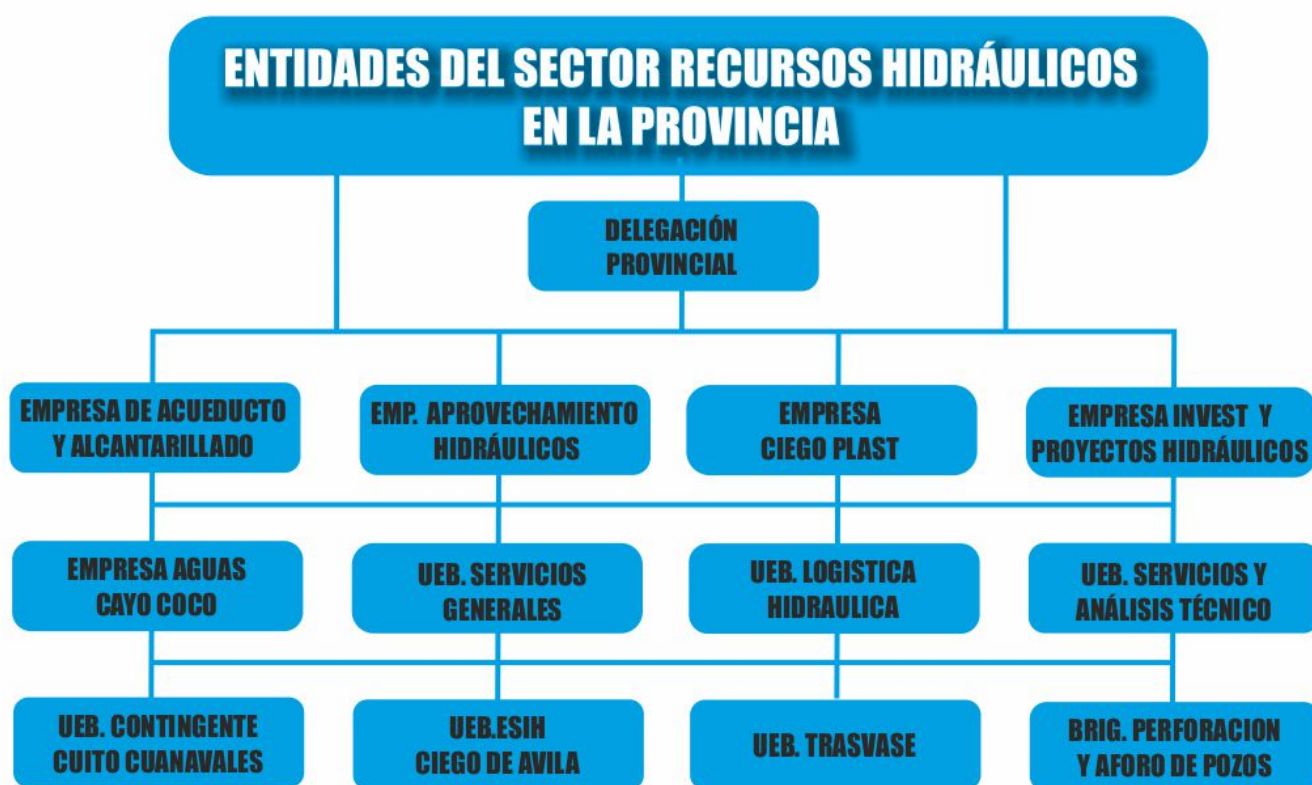 ENTIDADES DEL SECTOR RECURSOS HIDRÁULICOS
EN LA PROVINCIA
DELEGACIÓN
PROVINCIAL
EMPRESA DE ACUEDUCTO
Y ALCANTARILLADO
EMP. APROVECHAMIENTO
HIDRÁULICOS
EMPRESA
CIEGO PLAST
EMPRESA INVEST Y
PROYECTOS HIDRÁULICOS
EMPRESA AGUAS
CAYO COCO
UEB. SERVICIOS
GENERALES
UEB. LOGISTICA
HIDRAULICA
UEB. SERVICIOS Y
ANÁLISIS TÉCNICO
UEB. CONTINGENTE
CUITO CUANAVALES
UEB.ESIH
CIEGO DE AVILA
UEB. TRASVASE
BRIG. PERFORACION
Y AFORO DE POZOS